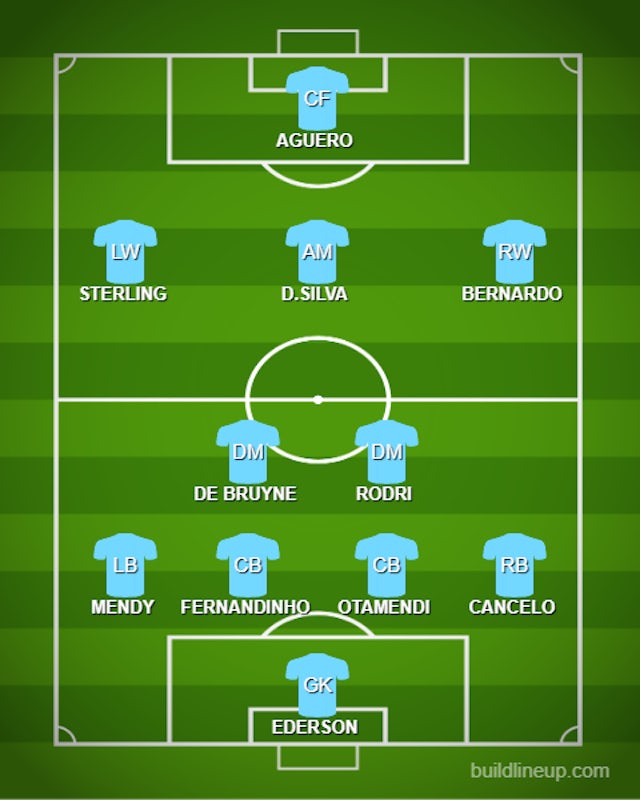 CF
AGUERO
LW AM RW
STERLING D.SILVA BERNARDO
DM DM
DE BRUYNE RODRI
LB CB CB RB
MENDY FERNANDINHO OTAMENDI CANCELO
GK
EDERSON
buildlineup.com